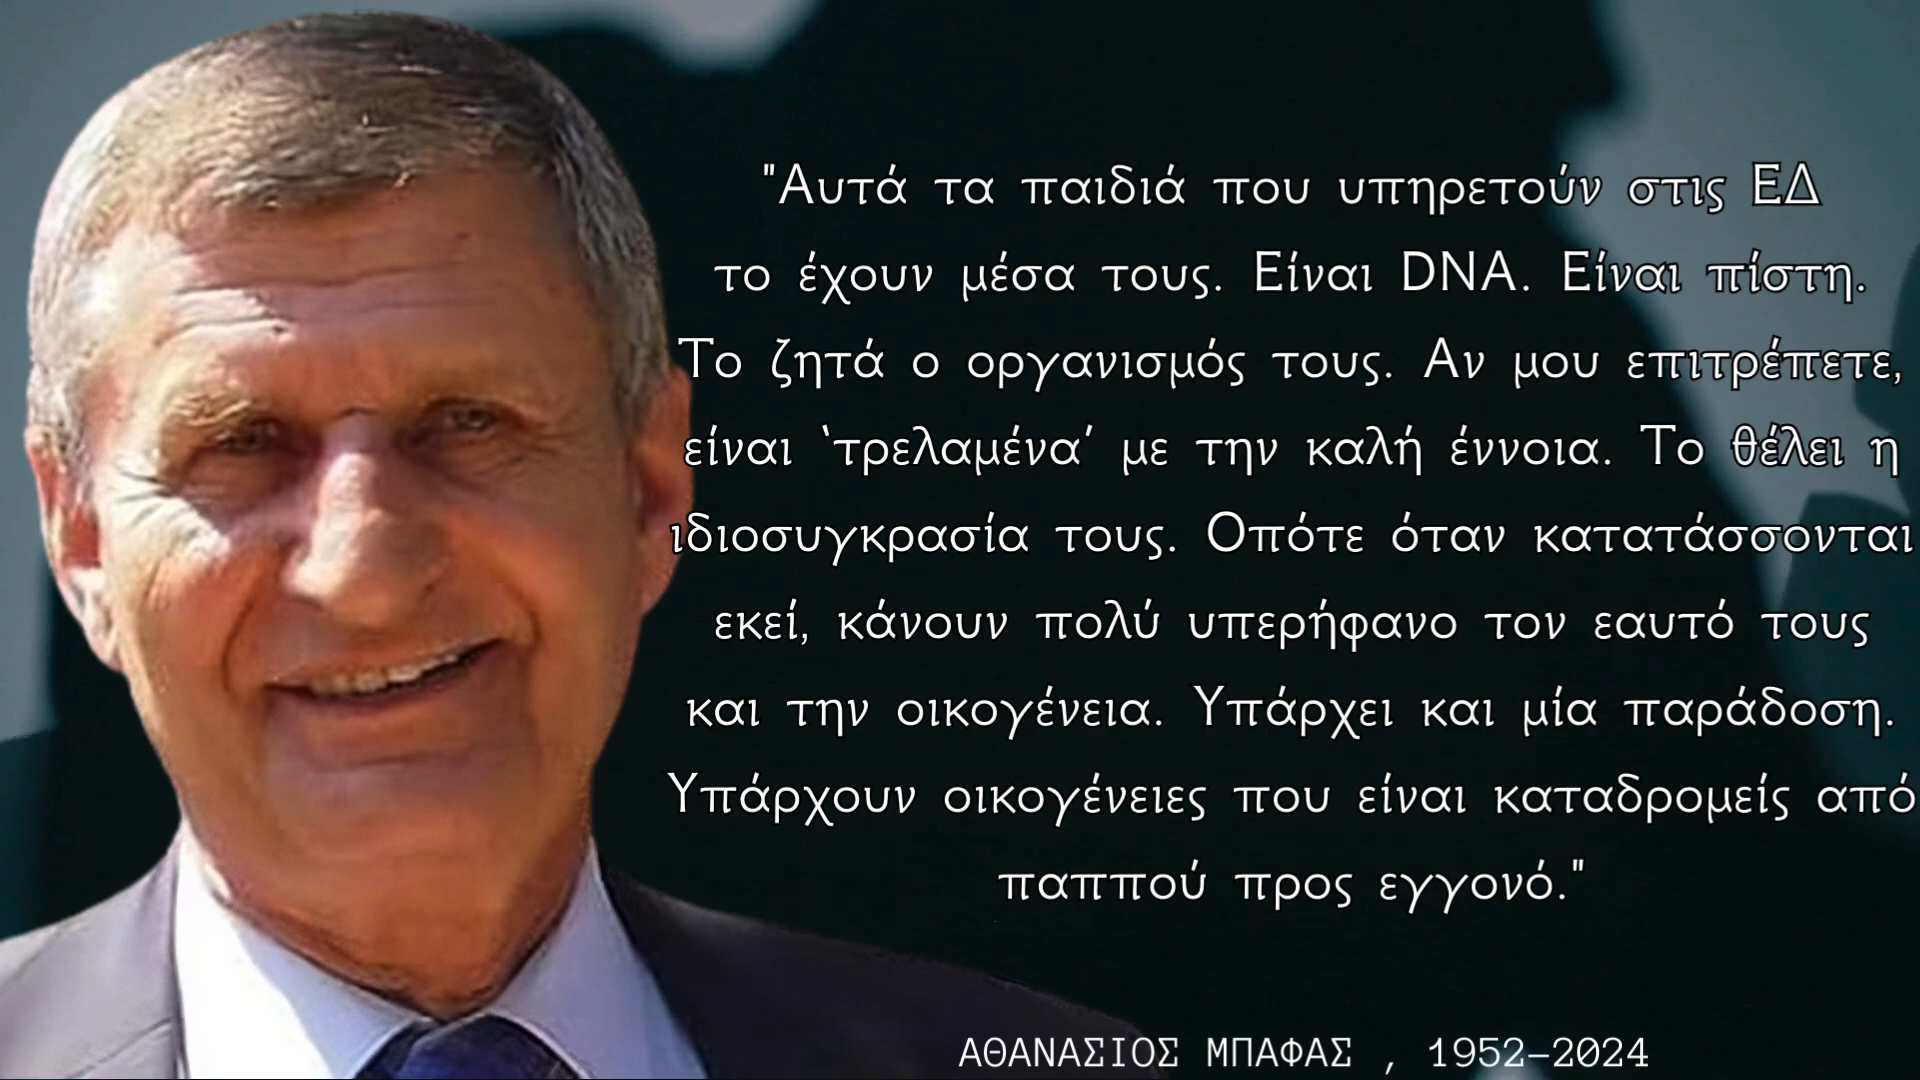 "Αυτά τα παιδιά που υπηρετούν στις ΕΔ
το έχουν μέσα τους. Είναι DNA. Είναι πίστη.
Το ζητά ο οργανισμός τους. Αν μου επιτρέπετε,
είναι ‛τρελαμένα’ με την καλή έννοια. Το θέλει η
ιδιοσυγκρασία τους. Οπότε όταν κατατάσσονται
εκεί, κάνουν πολύ υπερήφανο τον εαυτό τους
και την οικογένεια. Υπάρχει και μία παράδοση.
Υπάρχουν οικογένειες που είναι καταδρομείς από
παππού προς εγγονό."
ΑΘΑΝΑΣΙΟΣ ΜΠΑΦΑΣ , 1952-2024